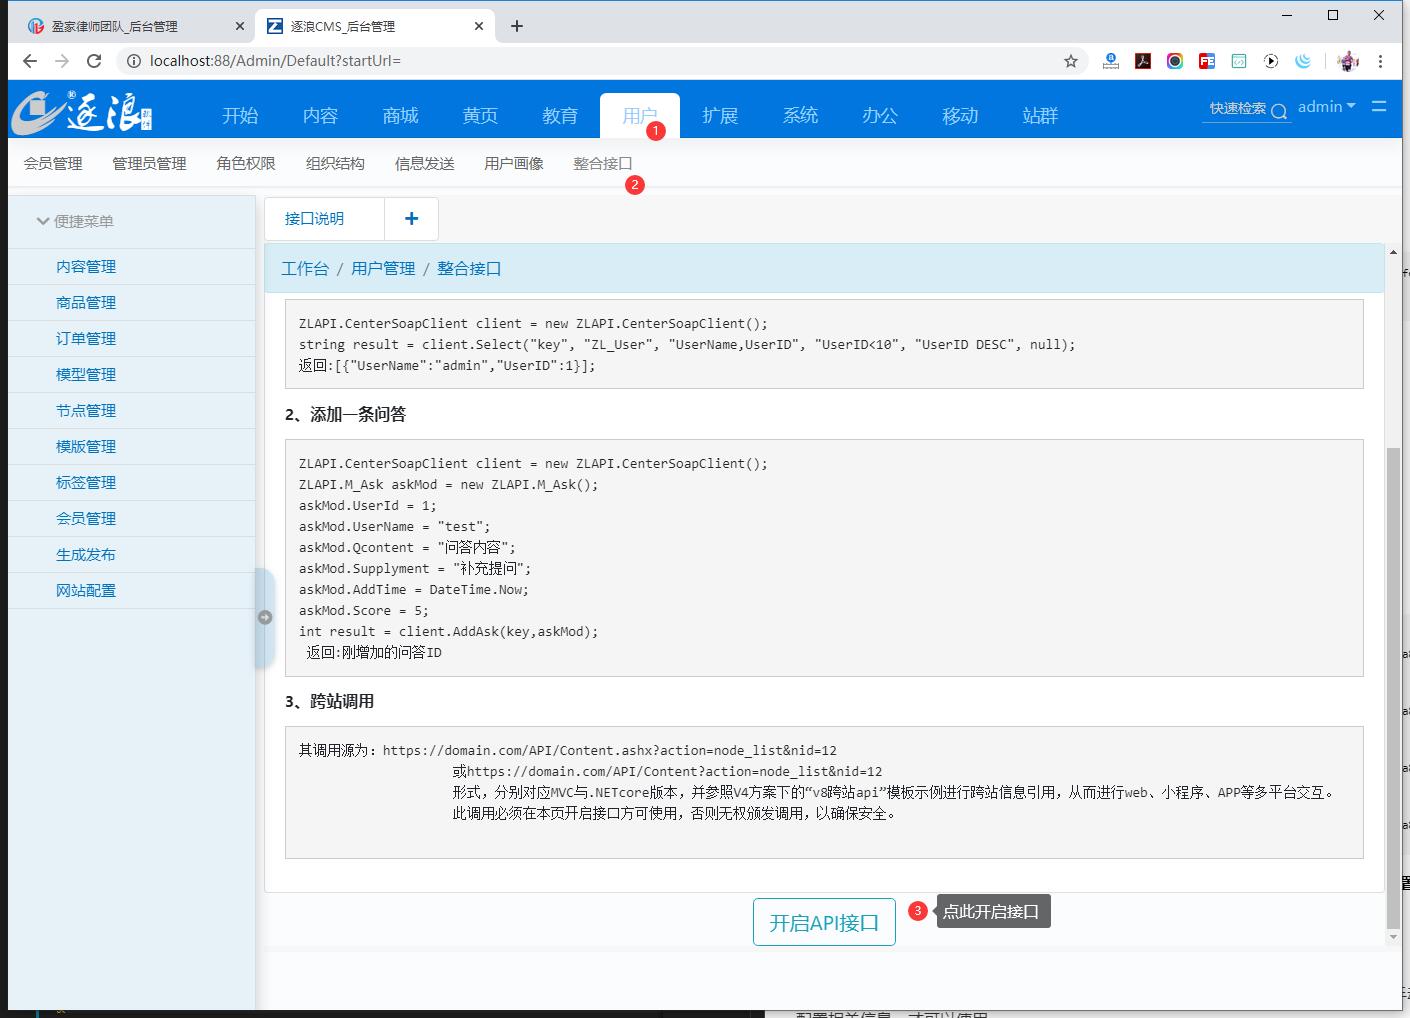 盈家律师团队_后台管理
逐浪CMS_后台管理
localhost:88/Admin/Default?startUrl=
逐浪®软件
开始 内容 商城 黄页 教育 用户 扩展 系统 办公 移动 站群
1
快速检索 admin
会员管理 管理员管理 角色权限 组织结构 信息发送 用户画像 整合接口
2
便捷菜单
内容管理
商品管理
订单管理
模型管理
节点管理
模版管理
标签管理
会员管理
生成发布
网站配置
接口说明 +
工作台 / 用户管理 / 整合接口
ZLAPI.CenterSoapClient client = new ZLAPI.CenterSoapClient();
string result = client.Select("key", "ZL_User", "UserName,UserID", "UserID<10", "UserID DESC", null);
返回:[{"UserName":"admin","UserID":1}];
2、添加一条问答
ZLAPI.CenterSoapClient client = new ZLAPI.CenterSoapClient();
ZLAPI.M_Ask askMod = new ZLAPI.M_Ask();
askMod.UserId = 1;
askMod.UserName = "test";
askMod.Qcontent = "问答内容";
askMod.Supplyment = "补充提问";
askMod.AddTime = DateTime.Now;
askMod.Score = 5;
int result = client.AddAsk(key,askMod);
返回:刚增加的问答ID
3、跨站调用
其调用源为：https://domain.com/API/Content.ashx?action=node_list&nid=12
或https://domain.com/API/Content?action=node_list&nid=12
形式，分别对应MVC与.NETcore版本，并参照V4方案下的“v8跨站api”模板示例进行跨站信息引用，从而进行web、小程序、APP等多平台交互。
此调用必须在本页开启接口方可使用，否则无权颁发调用，以确保安全。
开启API接口
3 点此开启接口